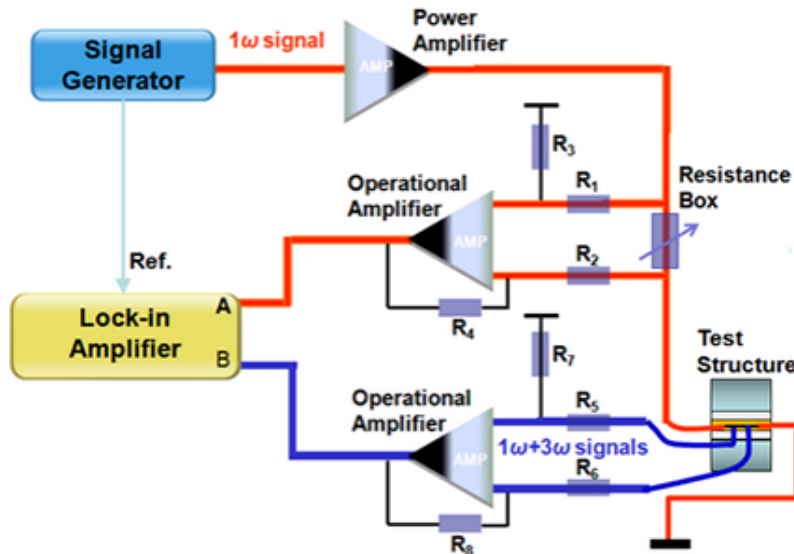 Signal
Generator
1ω signal
Power
Amplifier
AMP
R3
R1
Resistance
Box
Operational
Amplifier
AMP
R2
R4
Ref.
A
Lock-in
Amplifier
B
R7
Test
Structure
Operational
Amplifier
R5
AMP
1ω+3ω signals
R6
R8